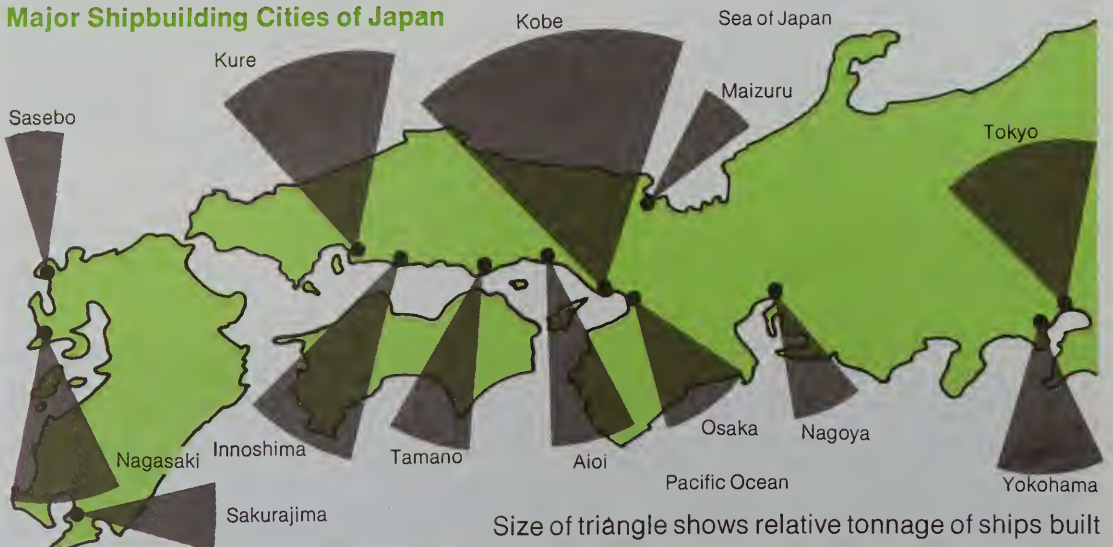 Major Shipbuilding Cities of Japan
Kobe
Sea of Japan
Kure
Maizuru
Sasebo
Tokyo
Innoshima
Tamano
Aioi
Osaka
Nagoya
Nagasaki
Pacific Ocean
Yokohama
Sakurajima
Size of triangle shows relative tonnage of ships built